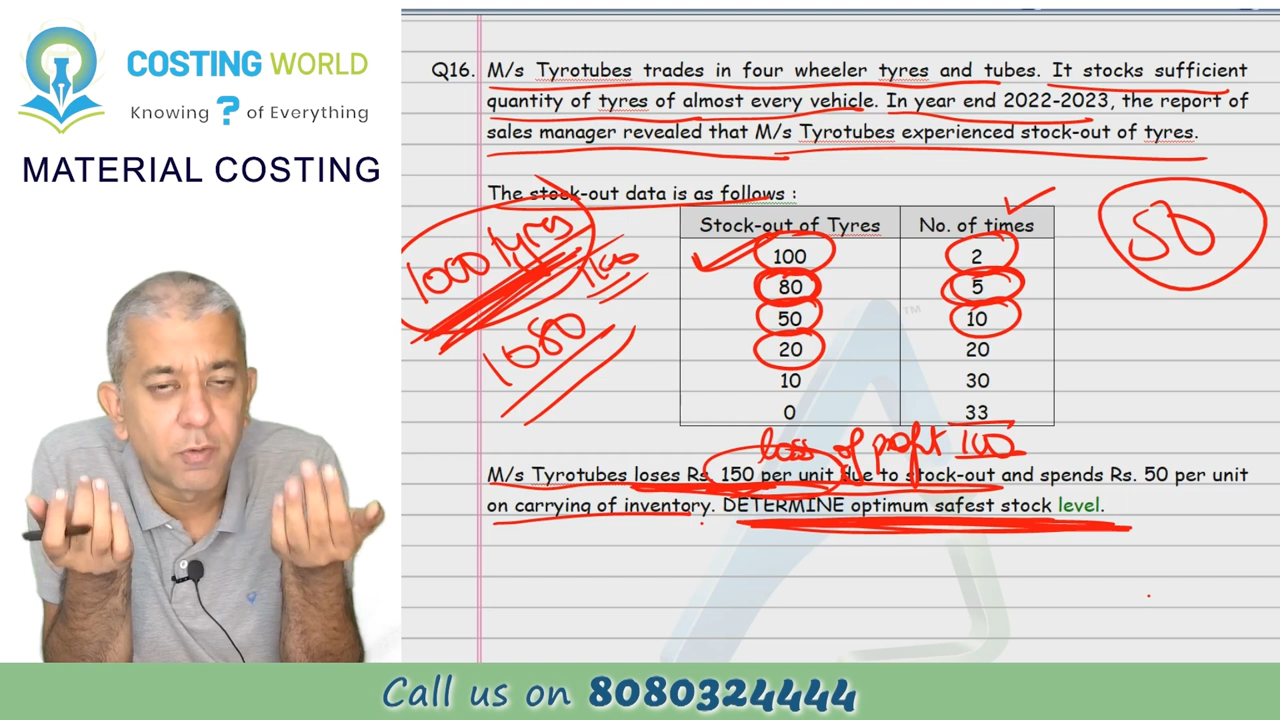 COSTING WORLD
Knowing ? of Everything
MATERIAL COSTING
Q16. M/s Tyrotubes trades in four wheeler tyres and tubes. It stocks sufficient
quantity of tyres of almost every vehicle. In year end 2022-2023, the report of
sales manager revealed that M/s Tyrotubes experienced stock-out of tyres.
The stock-out data is as follows :
Stock-out of Tyres No. of times
100 2
80 5
50 10
20 20
10 30
0 33
1000 tyres
1100
1080
50
loss of profit 100
M/s Tyrotubes loses Rs. 150 per unit due to stock-out and spends Rs. 50 per unit
on carrying of inventory. DETERMINE optimum safest stock level.
TM
Call us on 8080324444